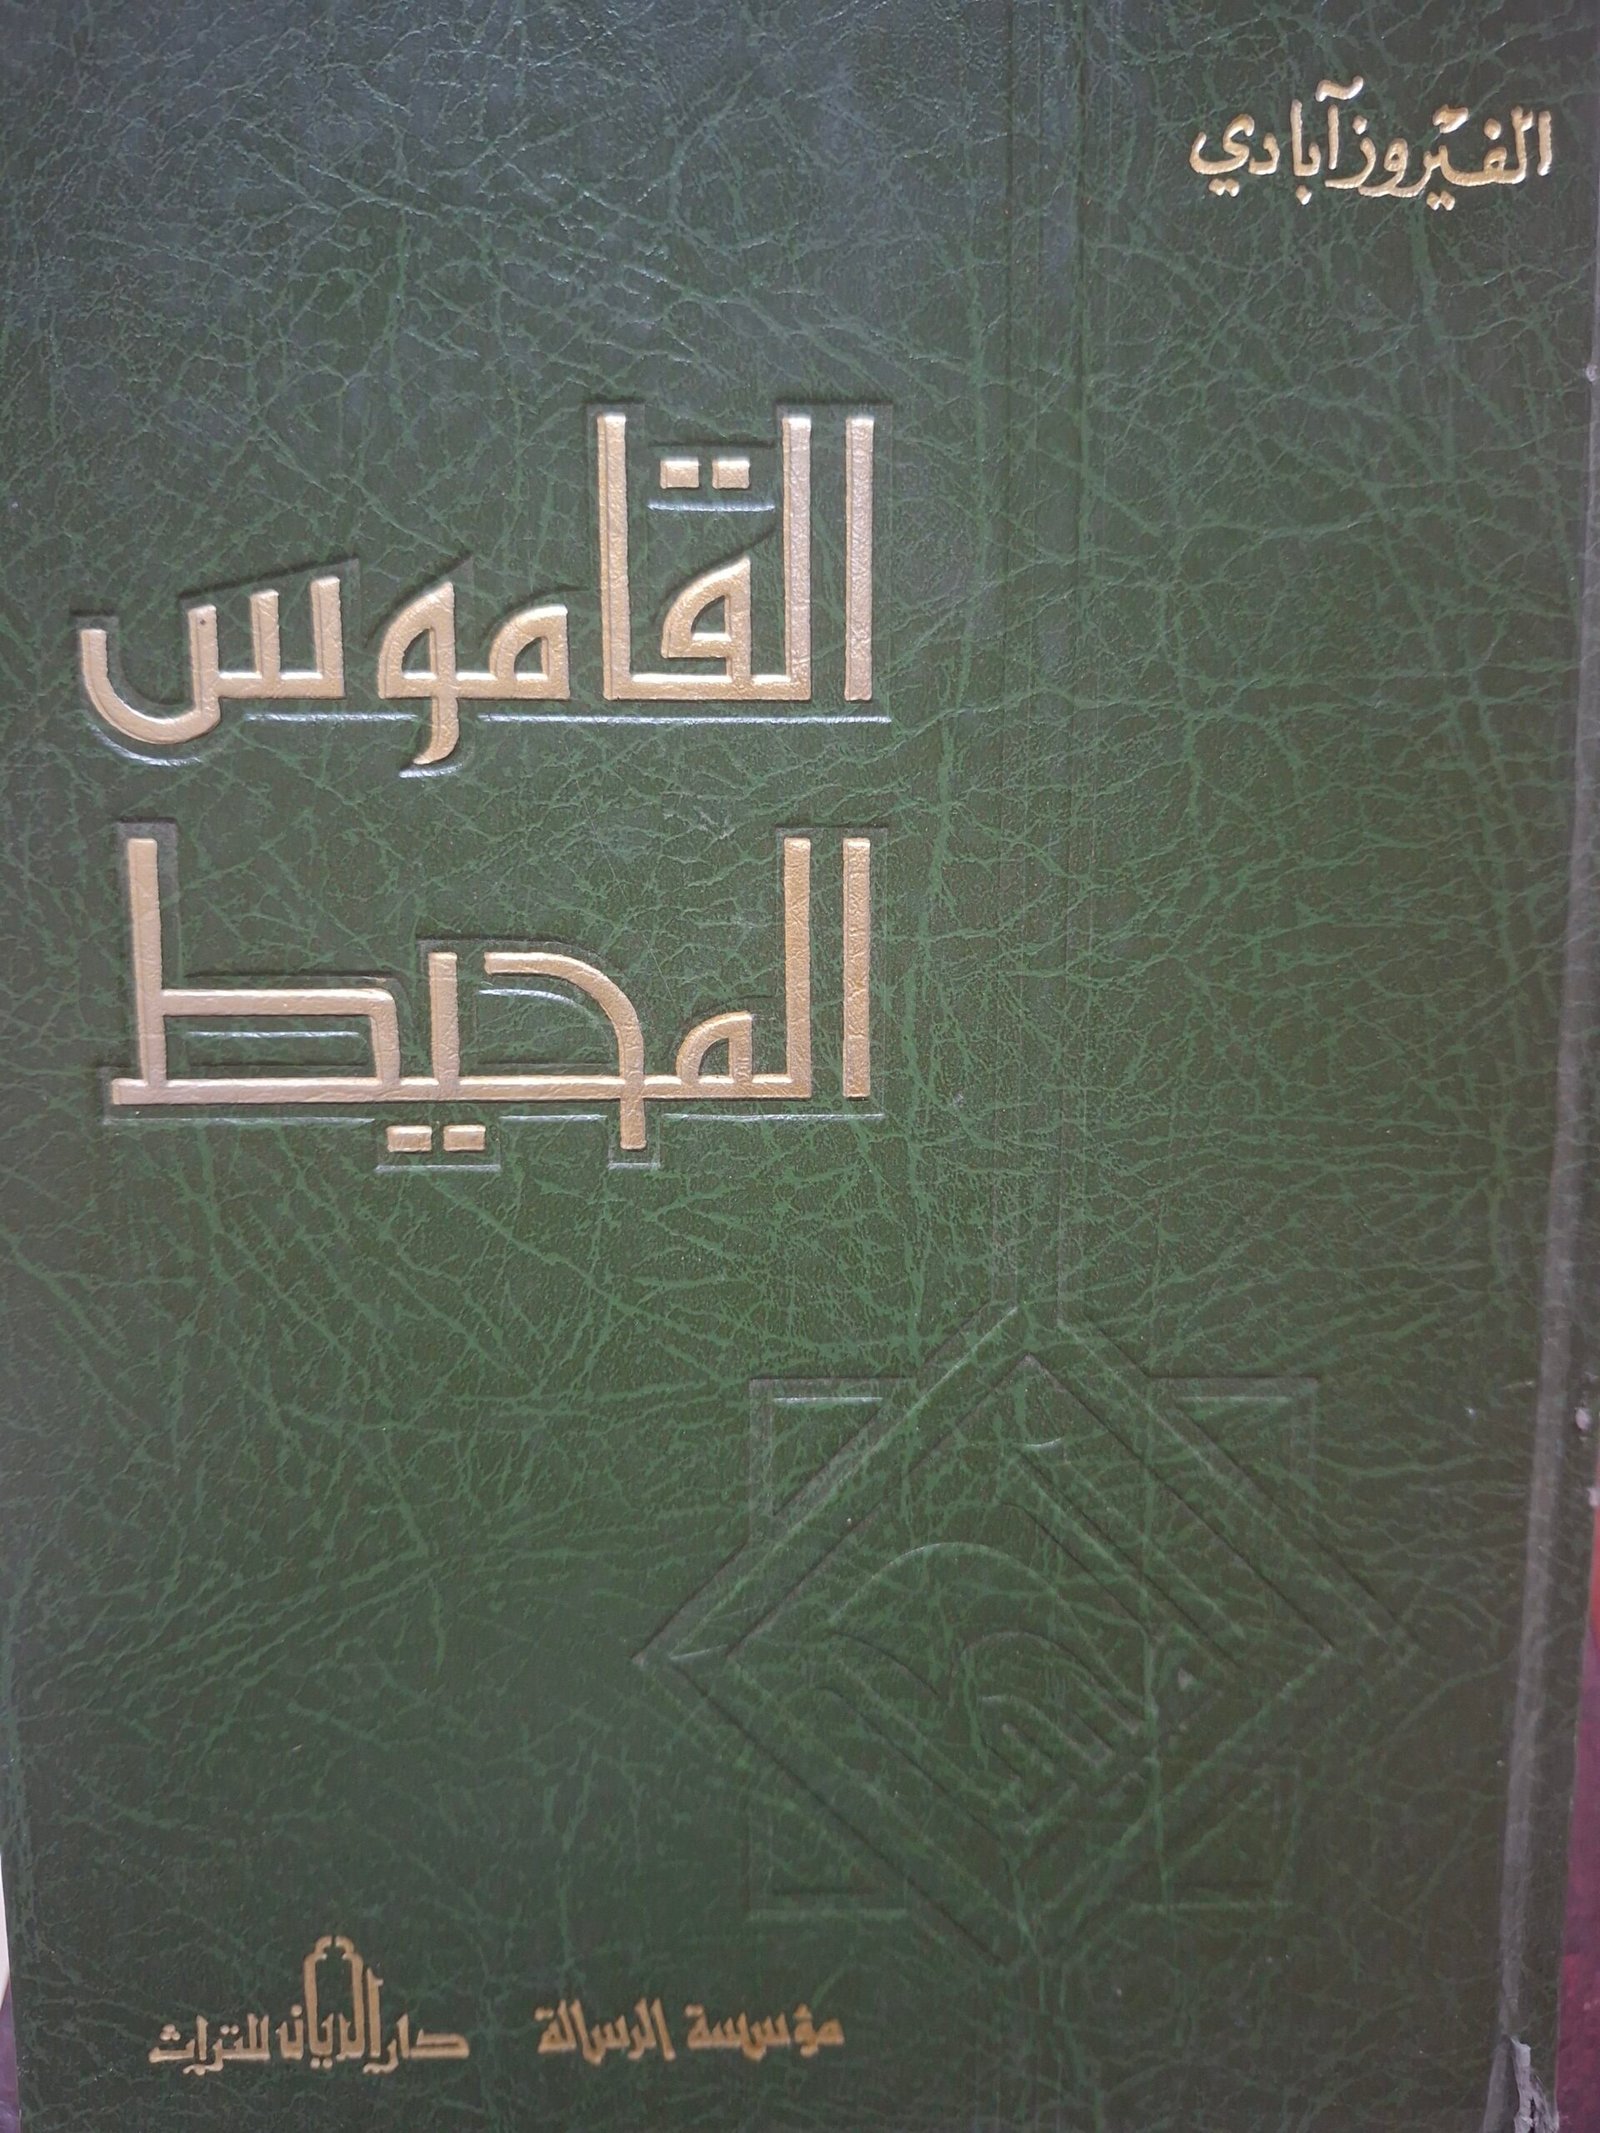 الفيروزآبادي
القاموس
المحيط
مؤسسة الرسالة
دار الريان للتراث